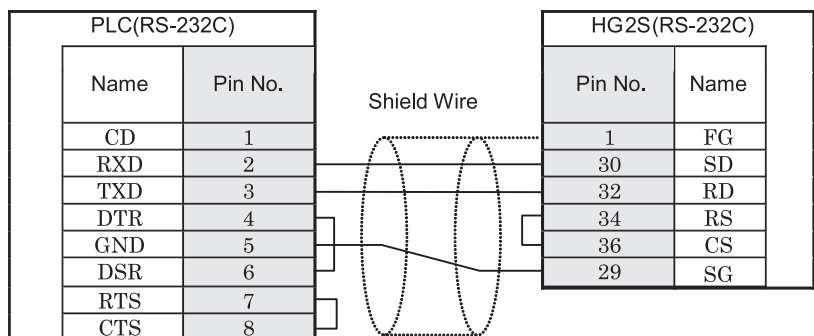 PLC(RS-232C) HG2S(RS-232C)
Name Pin No. Shield Wire Pin No. Name
CD 1 1 FG
RXD 2 30 SD
TXD 3 32 RD
DTR 4 34 RS
GND 5 36 CS
DSR 6 29 SG
RTS 7
CTS 8